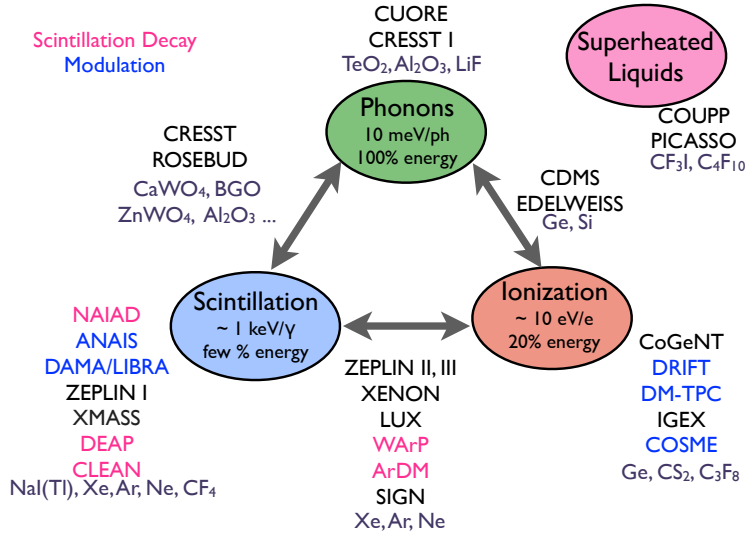 Scintillation Decay
Modulation
CUORE
CRESST I
TeO₂, Al₂O₃, LiF
Phonons
10 meV/ph
100% energy
Superheated
Liquids
COUPP
PICASSO
CF₃I, C₄F₁₀
CRESST
ROSEBUD
CaWO₄, BGO
ZnWO₄, Al₂O₃ ...
CDMS
EDELWEISS
Ge, Si
Scintillation
~ 1 keV/γ
few % energy
Ionization
~ 10 eV/e
20% energy
NAIAD
ANAIS
DAMA/LIBRA
ZEPLIN I
XMASS
DEAP
CLEAN
NaI(Tl), Xe, Ar, Ne, CF₄
ZEPLIN II, III
XENON
LUX
WArP
ArDM
SIGN
Xe, Ar, Ne
CoGeNT
DRIFT
DM-TPC
IGEX
COSME
Ge, CS₂, C₃F₈